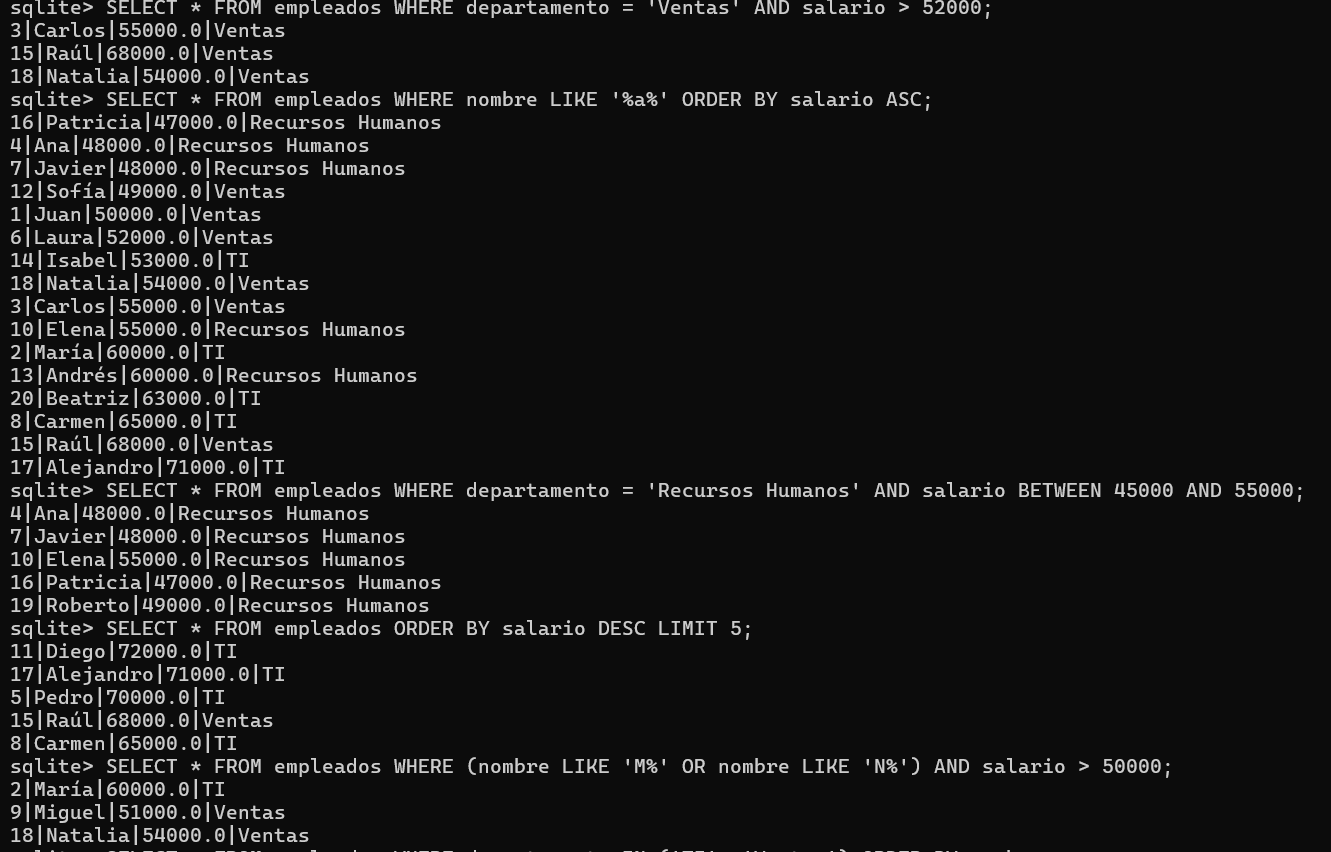 sqlite> SELECT * FROM empleados WHERE departamento = 'Ventas' AND salario > 52000;
3|Carlos|55000.0|Ventas
15|Raúl|68000.0|Ventas
18|Natalia|54000.0|Ventas
sqlite> SELECT * FROM empleados WHERE nombre LIKE '%a%' ORDER BY salario ASC;
16|Patricia|47000.0|Recursos Humanos
4|Ana|48000.0|Recursos Humanos
7|Javier|48000.0|Recursos Humanos
12|Sofía|49000.0|Ventas
1|Juan|50000.0|Ventas
6|Laura|52000.0|Ventas
14|Isabel|53000.0|TI
18|Natalia|54000.0|Ventas
3|Carlos|55000.0|Ventas
10|Elena|55000.0|Recursos Humanos
2|María|60000.0|TI
13|Andrés|60000.0|Recursos Humanos
20|Beatriz|63000.0|TI
8|Carmen|65000.0|TI
15|Raúl|68000.0|Ventas
17|Alejandro|71000.0|TI
sqlite> SELECT * FROM empleados WHERE departamento = 'Recursos Humanos' AND salario BETWEEN 45000 AND 55000;
4|Ana|48000.0|Recursos Humanos
7|Javier|48000.0|Recursos Humanos
10|Elena|55000.0|Recursos Humanos
16|Patricia|47000.0|Recursos Humanos
19|Roberto|49000.0|Recursos Humanos
sqlite> SELECT * FROM empleados ORDER BY salario DESC LIMIT 5;
11|Diego|72000.0|TI
17|Alejandro|71000.0|TI
5|Pedro|70000.0|TI
15|Raúl|68000.0|Ventas
8|Carmen|65000.0|TI
sqlite> SELECT * FROM empleados WHERE (nombre LIKE 'M%' OR nombre LIKE 'N%') AND salario > 50000;
2|María|60000.0|TI
9|Miguel|51000.0|Ventas
18|Natalia|54000.0|Ventas